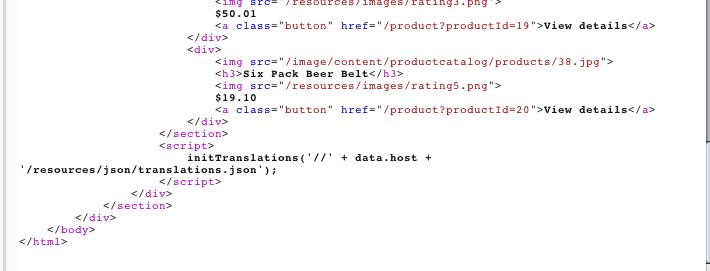 <img src="/resources/images/rating3.png">
$50.01
<a class="button" href="/product?productId=19">View details</a>
</div>
<div>
<img src="/image/content/productcatalog/products/38.jpg">
<h3>Six Pack Beer Belt</h3>
<img src="/resources/images/rating5.png">
$19.10
<a class="button" href="/product?productId=20">View details</a>
</div>
</section>
<script>
initTranslations('//' + data.host +
'/resources/json/translations.json');
</script>
</div>
</section>
</div>
</body>
</html>